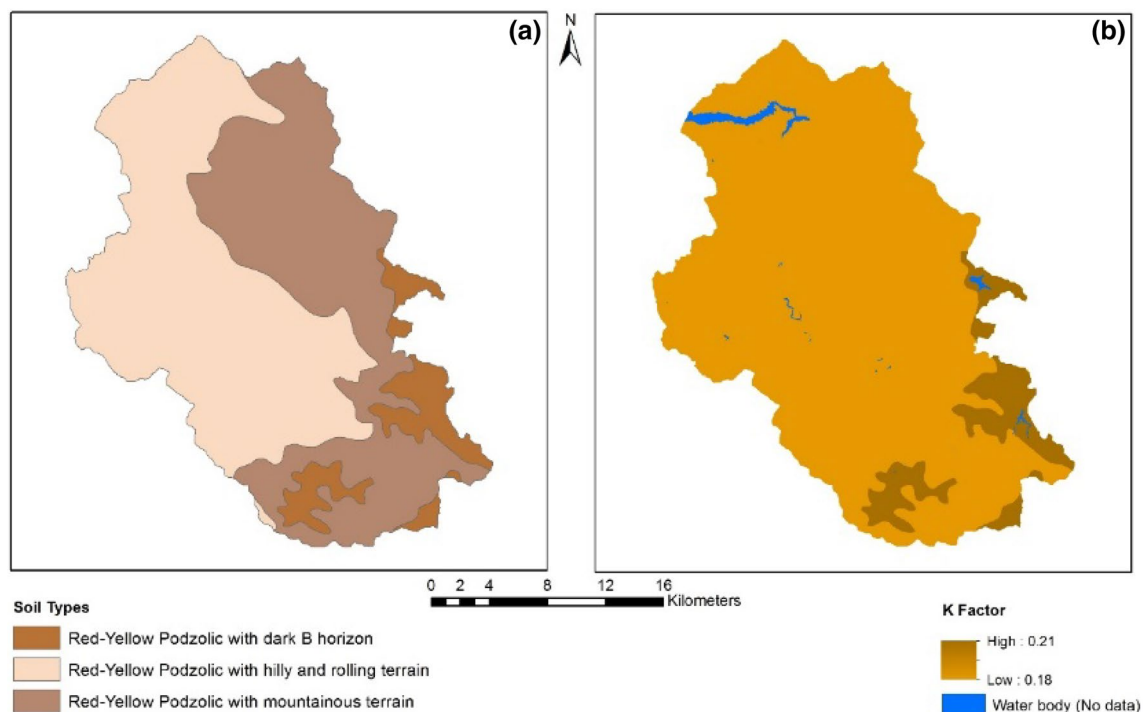 (a)
N
(b)
0 2 4 8 12 16
Kilometers
Soil Types
Red-Yellow Podzolic with dark B horizon
Red-Yellow Podzolic with hilly and rolling terrain
Red-Yellow Podzolic with mountainous terrain
K Factor
High : 0.21
Low : 0.18
Water body (No data)